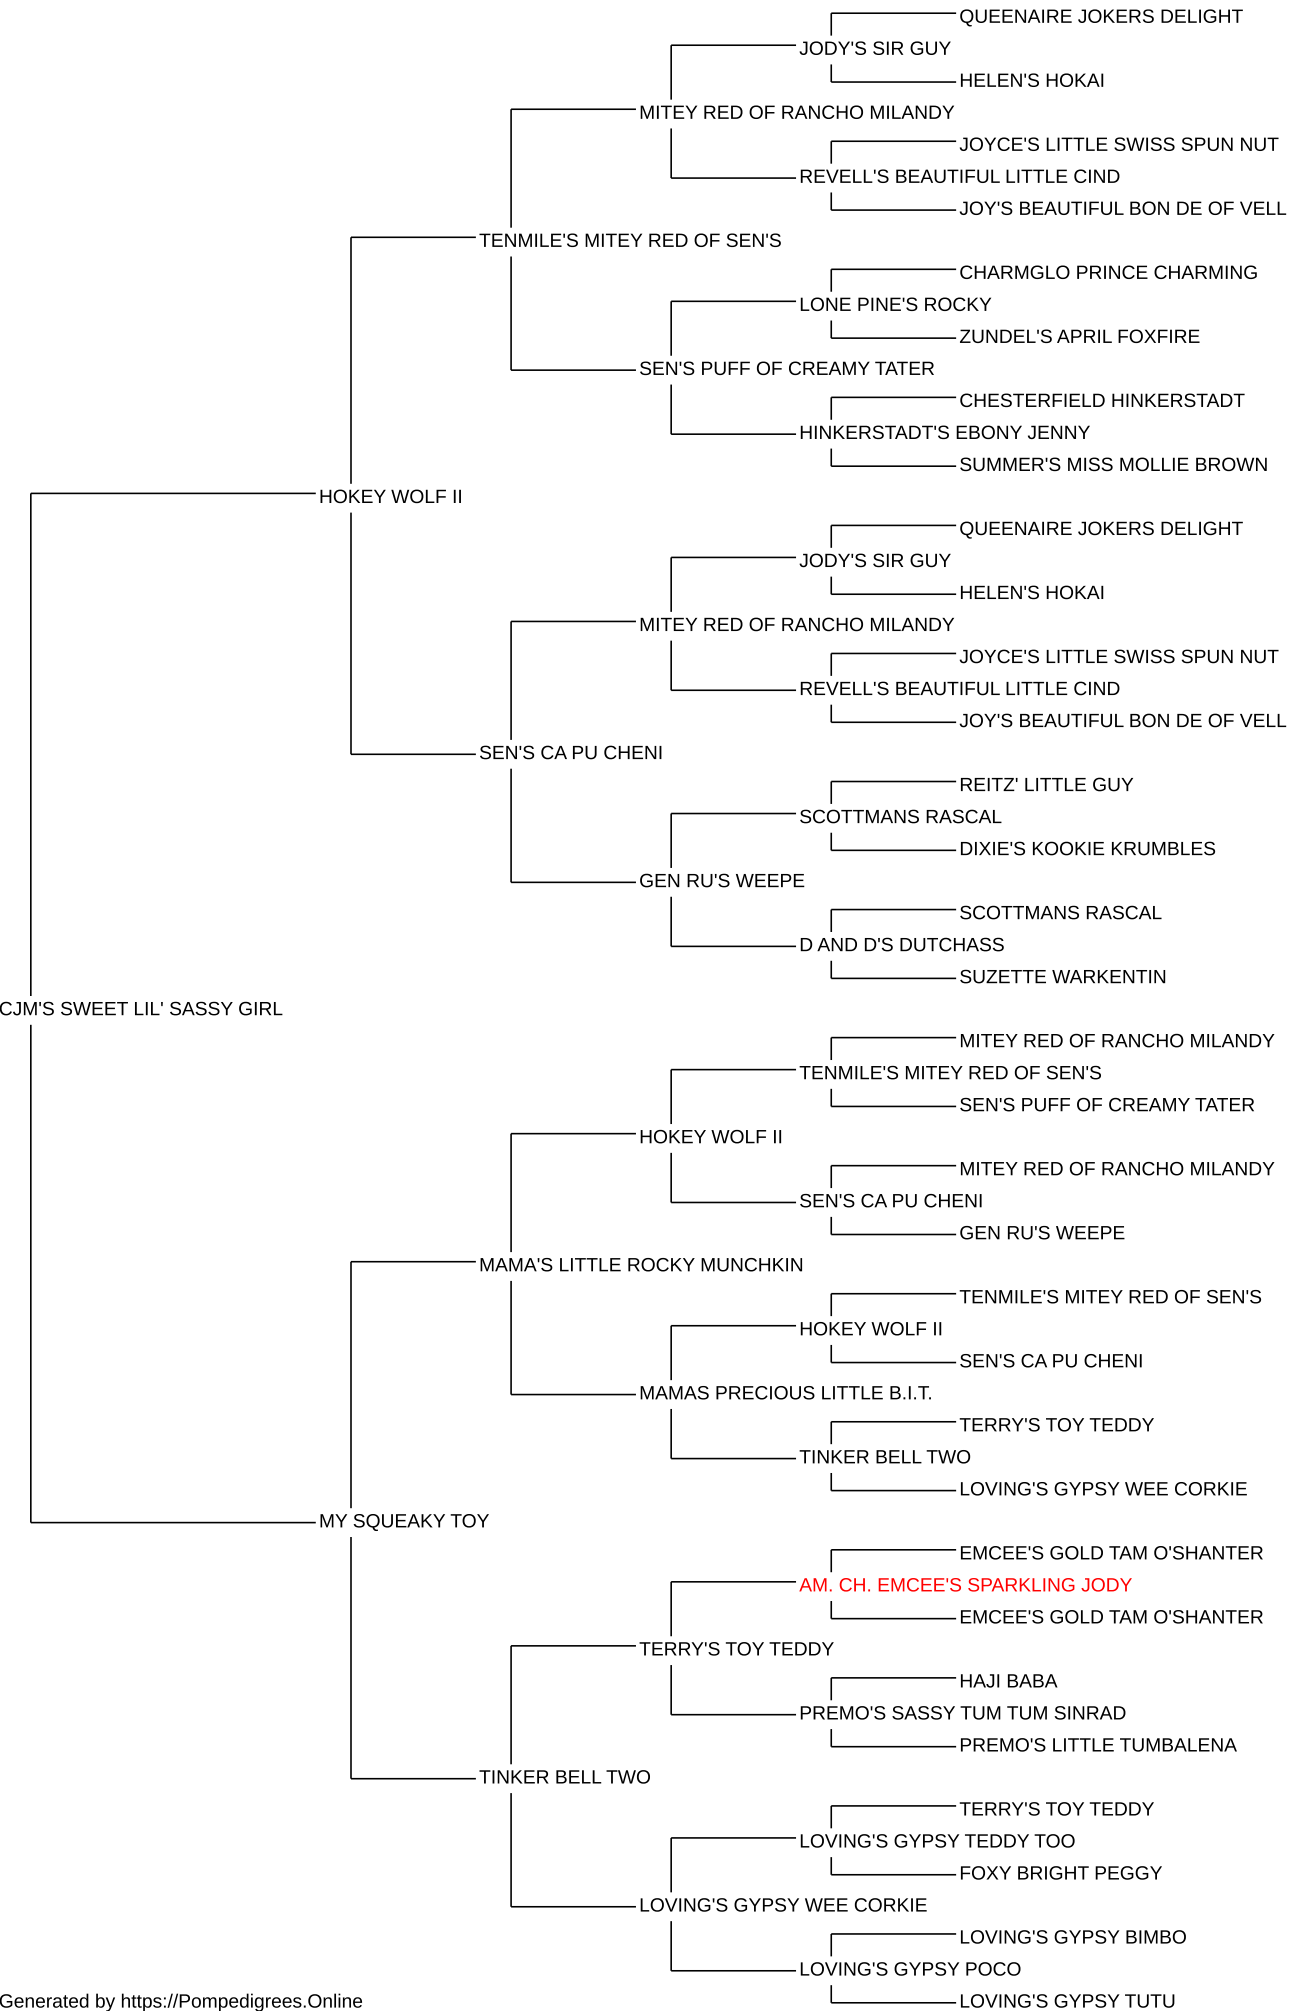 QUEENAIRE JOKERS DELIGHT
JODY'S SIR GUY
HELEN'S HOKAI
MITEY RED OF RANCHO MILANDY
JOYCE'S LITTLE SWISS SPUN NUT
REVELL'S BEAUTIFUL LITTLE CIND
JOY'S BEAUTIFUL BON DE OF VELL
TENMILE'S MITEY RED OF SEN'S
CHARMGLO PRINCE CHARMING
LONE PINE'S ROCKY
ZUNDEL'S APRIL FOXFIRE
SEN'S PUFF OF CREAMY TATER
CHESTERFIELD HINKERSTADT
HINKERSTADT'S EBONY JENNY
SUMMER'S MISS MOLLIE BROWN
HOKEY WOLF II
QUEENAIRE JOKERS DELIGHT
JODY'S SIR GUY
HELEN'S HOKAI
MITEY RED OF RANCHO MILANDY
JOYCE'S LITTLE SWISS SPUN NUT
REVELL'S BEAUTIFUL LITTLE CIND
JOY'S BEAUTIFUL BON DE OF VELL
SEN'S CA PU CHENI
REITZ' LITTLE GUY
SCOTTMANS RASCAL
DIXIE'S KOOKIE KRUMBLES
GEN RU'S WEEPE
SCOTTMANS RASCAL
D AND D'S DUTCHASS
SUZETTE WARKENTIN
CJM'S SWEET LIL' SASSY GIRL
MITEY RED OF RANCHO MILANDY
TENMILE'S MITEY RED OF SEN'S
SEN'S PUFF OF CREAMY TATER
HOKEY WOLF II
MITEY RED OF RANCHO MILANDY
SEN'S CA PU CHENI
GEN RU'S WEEPE
MAMA'S LITTLE ROCKY MUNCHKIN
TENMILE'S MITEY RED OF SEN'S
HOKEY WOLF II
SEN'S CA PU CHENI
MAMAS PRECIOUS LITTLE B.I.T.
TERRY'S TOY TEDDY
TINKER BELL TWO
LOVING'S GYPSY WEE CORKIE
MY SQUEAKY TOY
EMCEE'S GOLD TAM O'SHANTER
AM. CH. EMCEE'S SPARKLING JODY
EMCEE'S GOLD TAM O'SHANTER
TERRY'S TOY TEDDY
HAJI BABA
PREMO'S SASSY TUM TUM SINRAD
PREMO'S LITTLE TUMBALENA
TINKER BELL TWO
TERRY'S TOY TEDDY
LOVING'S GYPSY TEDDY TOO
FOXY BRIGHT PEGGY
LOVING'S GYPSY WEE CORKIE
LOVING'S GYPSY BIMBO
LOVING'S GYPSY POCO
LOVING'S GYPSY TUTU
Generated by https://Pompedigrees.Online